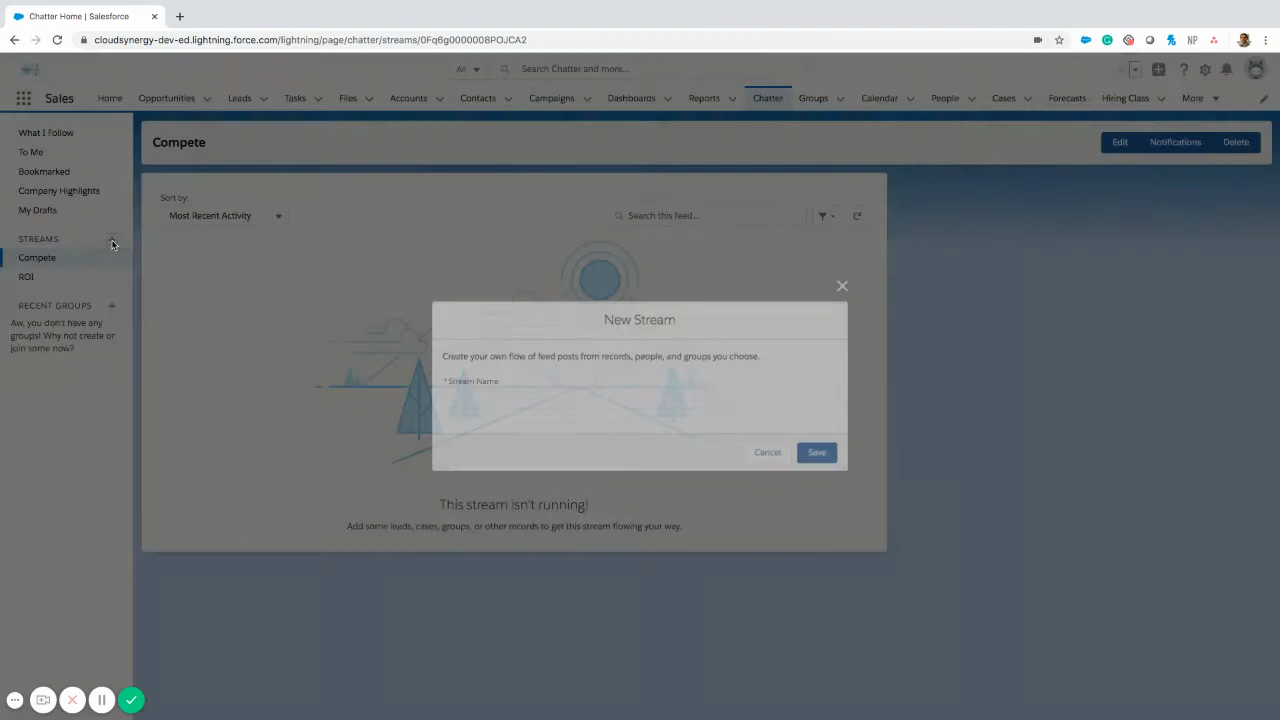 Chatter Home | Salesforce
cloudsynergy-dev-ed.lightning.force.com/lightning/page/chatter/streams/0Fq6g0000008POJCA2
NP
All
Search Chatter and more...
Sales
Home
Opportunities
Leads
Tasks
Files
Accounts
Contacts
Campaigns
Dashboards
Reports
Chatter
Groups
Calendar
People
Cases
Forecasts
Hiring Class
More
What I Follow
To Me
Bookmarked
Company Highlights
My Drafts
STREAMS
Compete
ROI
RECENT GROUPS
Aw, you don't have any
groups! Why not create or
join some now?
Compete
Edit
Notifications
Delete
Sort by:
Most Recent Activity
Search this feed...
New Stream
Create your own flow of feed posts from records, people, and groups you choose.
* Stream Name
Cancel
Save
This stream isn't running!
Add some leads, cases, groups, or other records to get this stream flowing your way.